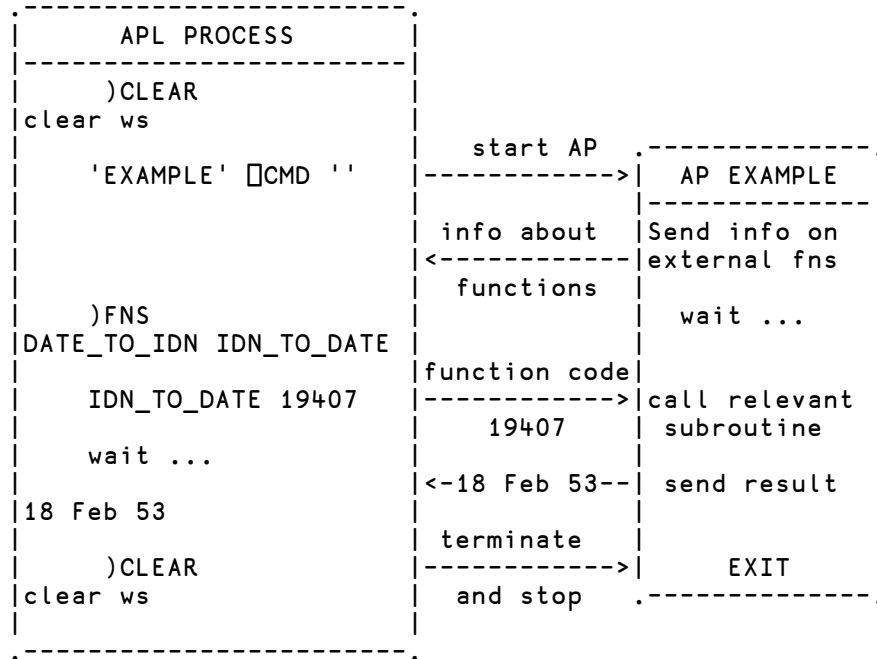 .------------------------.
|      APL PROCESS       |
|------------------------|
|     )CLEAR             |
|clear ws                |
|                        |   start AP  .--------------.
|    'EXAMPLE' ⎕CMD ''   |------------>|  AP EXAMPLE
|                        |             |--------------
|                        | info about  |Send info on
|                        |<------------|external fns
|                        |  functions  |
|    )FNS                |             |  wait ...
|DATE_TO_IDN IDN_TO_DATE |             |
|                        |function code|
|    IDN_TO_DATE 19407   |------------>|call relevant
|                        |    19407    | subroutine
|    wait ...            |             |
|                        |<-18 Feb 53--| send result
|18 Feb 53               |             |
|                        | terminate   |
|     )CLEAR             |------------>|     EXIT
|clear ws                |  and stop   .--------------.
|                        |
.------------------------.